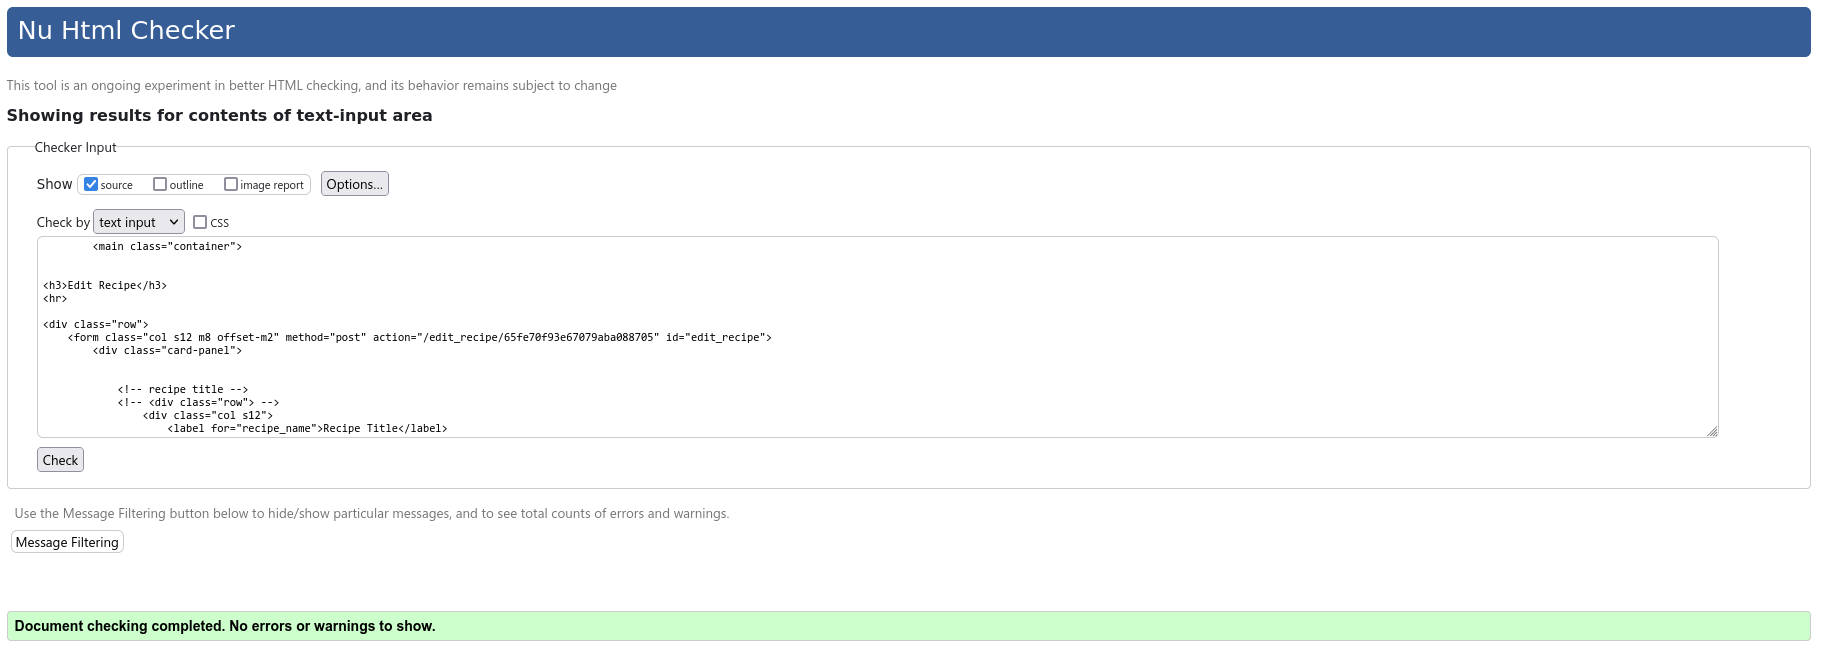 Nu Html Checker
This tool is an ongoing experiment in better HTML checking, and its behavior remains subject to change
Showing results for contents of text-input area
Checker Input
Show source outline image report Options...
Check by text input CSS
<main class="container">
<h3>Edit Recipe</h3>
<hr>
<div class="row">
<form class="col s12 m8 offset-m2" method="post" action="/edit_recipe/65fe70f93e67079aba088705" id="edit_recipe">
<div class="card-panel">
<!-- recipe title -->
<!-- <div class="row"> -->
<div class="col s12">
<label for="recipe_name">Recipe Title</label>
Check
Use the Message Filtering button below to hide/show particular messages, and to see total counts of errors and warnings.
Message Filtering
Document checking completed. No errors or warnings to show.